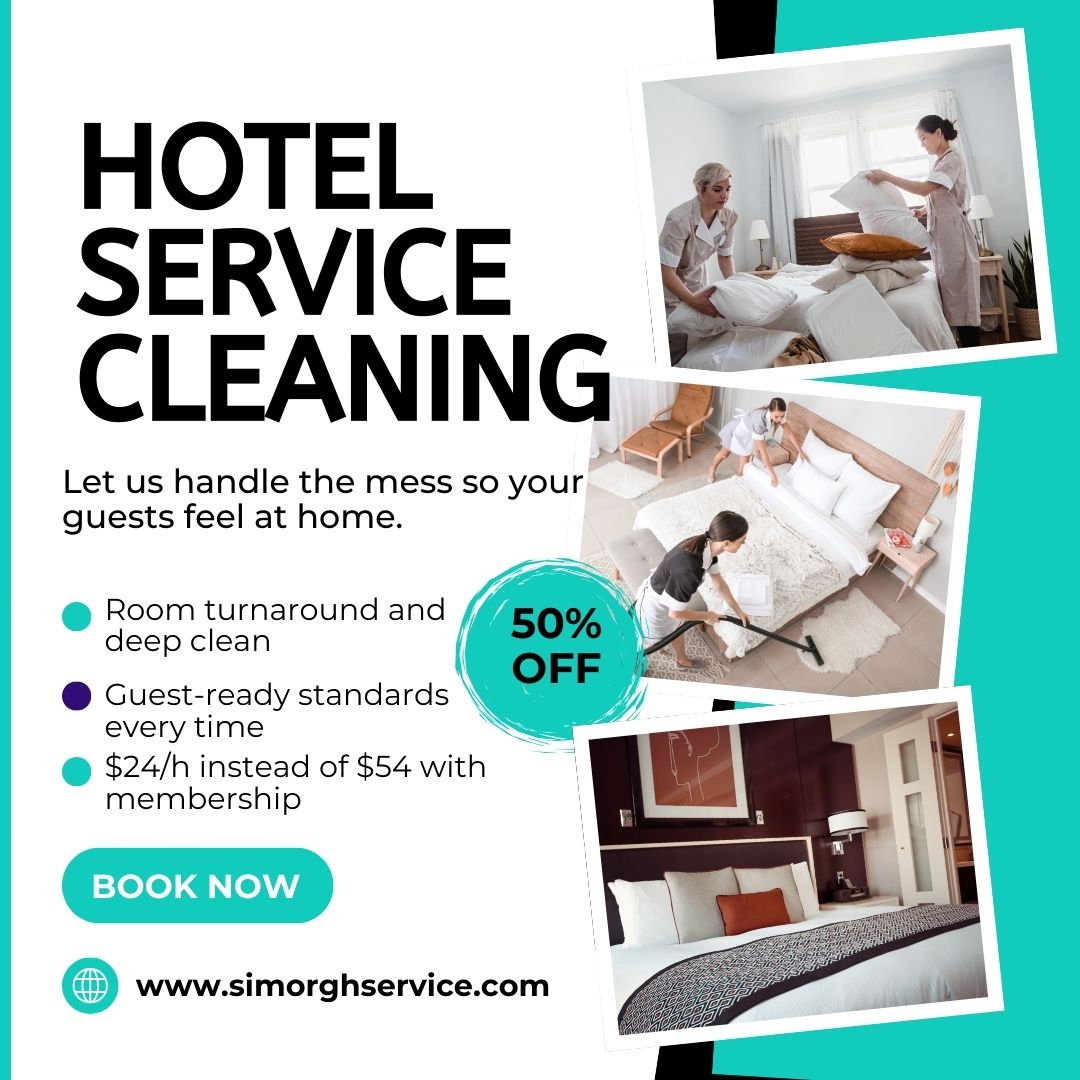 HOTEL
SERVICE
CLEANING
Let us handle the mess so your
guests feel at home.
Room turnaround and
deep clean
50%
OFF
Guest-ready standards
every time
$24/h instead of $54 with
membership
BOOK NOW
www.simorghservice.com